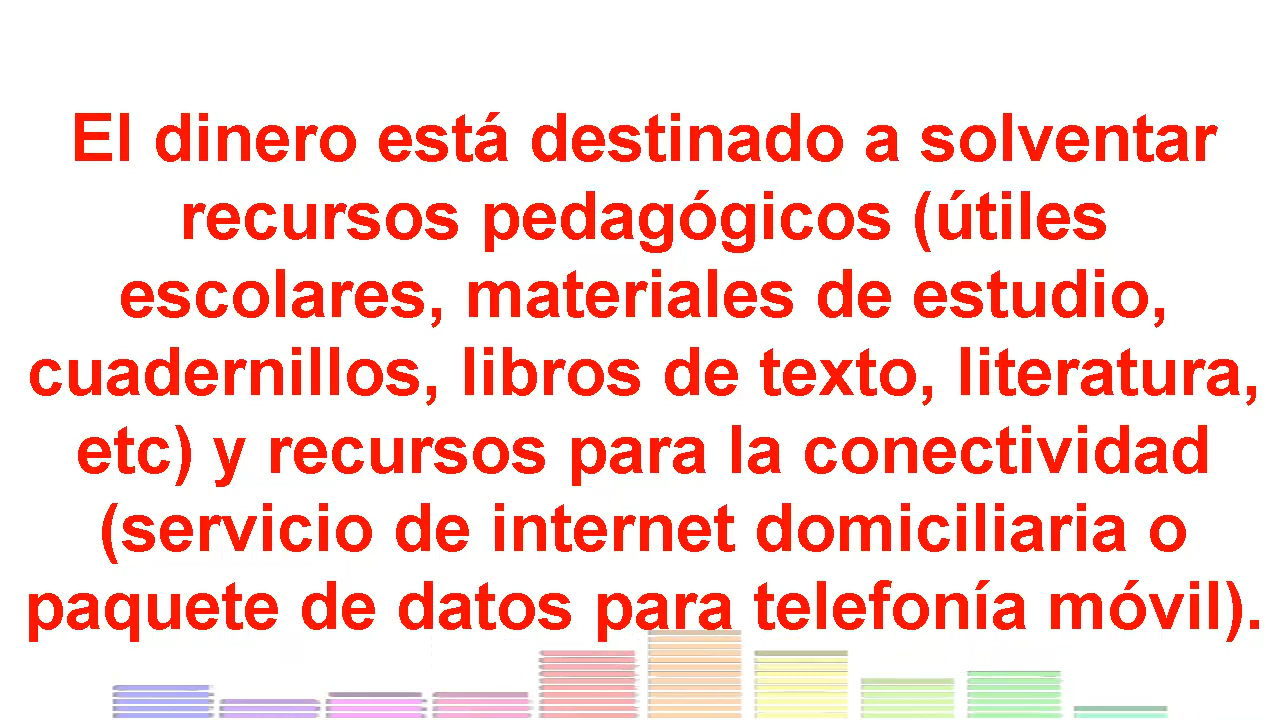 El dinero está destinado a solventar
recursos pedagógicos (útiles
escolares, materiales de estudio,
cuadernillos, libros de texto, literatura,
etc) y recursos para la conectividad
(servicio de internet domiciliaria o
paquete de datos para telefonía móvil).